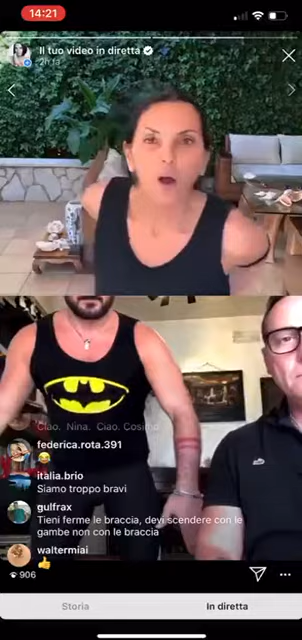 14:21
Il tuo video in diretta
2h fa
Ciao. Nina. Ciao. Cosimo
federica.rota.391
italia.brio
Siamo troppo bravi
gulfrax
Tieni ferme le braccia, devi scendere con le
gambe non con le braccia
waltermiai
906
Storia
In diretta